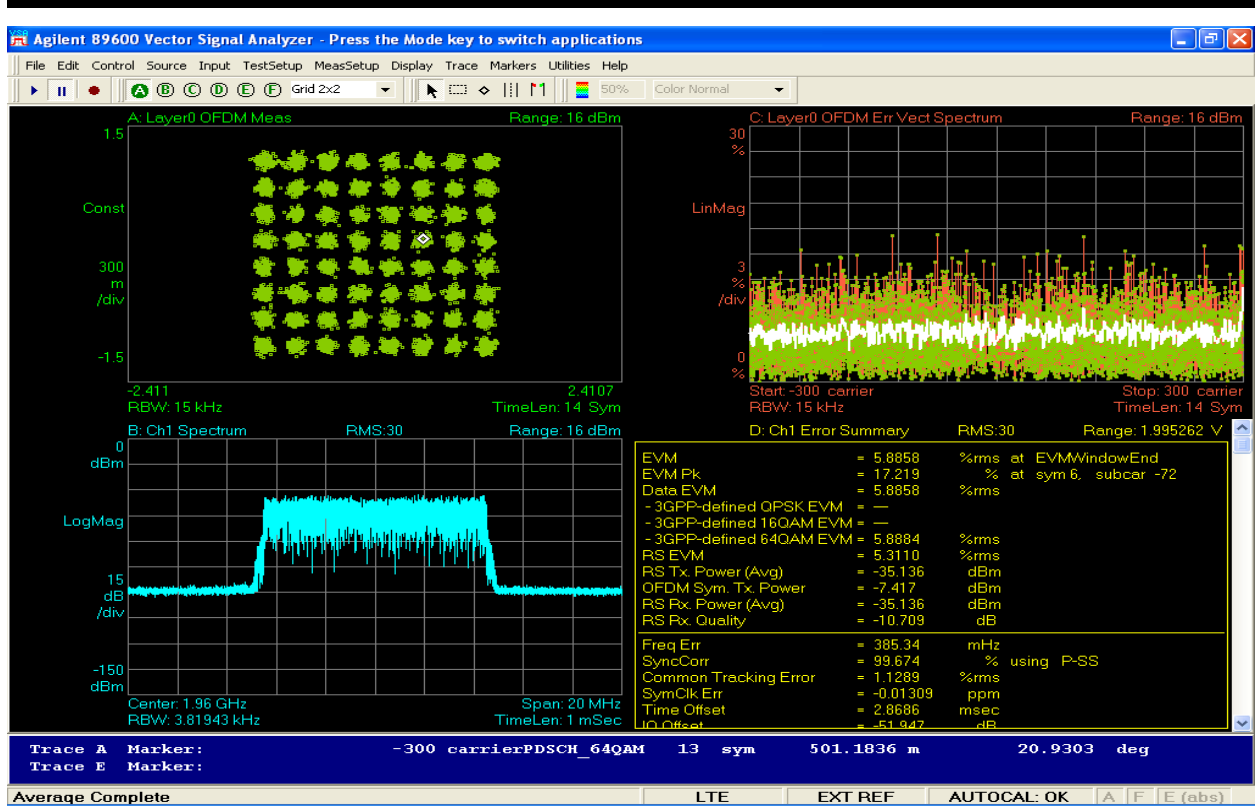 Agilent 89600 Vector Signal Analyzer - Press the Mode key to switch applications
File Edit Control Source Input TestSetup MeasSetup Display Trace Markers Utilities Help
A B C D E F Grid 2x2 50% Color Normal
A: Layer0 OFDM Meas Range: 16 dBm
1.5
Const
300
m
/div
-1.5
-2.411 2.4107
RBW: 15 kHz TimeLen: 14 Sym
C: Layer0 OFDM Err Vect Spectrum Range: 16 dBm
30
%
LinMag
3
%
/div
0
%
Start: -300 carrier Stop: 300 carrier
RBW: 15 kHz TimeLen: 14 Sym
B: Ch1 Spectrum RMS:30 Range: 16 dBm
0
dBm
LogMag
15
dB
/div
-150
dBm
Center: 1.96 GHz Span: 20 MHz
RBW: 3.81943 kHz TimeLen: 1 mSec
D: Ch1 Error Summary RMS:30 Range: 1.995262 V
EVM = 5.8858 %rms at EVMWindowEnd
EVM Pk = 17.219 % at sym 6, subcar -72
Data EVM = 5.8858 %rms
- 3GPP-defined QPSK EVM = —
- 3GPP-defined 16QAM EVM = —
- 3GPP-defined 64QAM EVM = 5.8884 %rms
RS EVM = 5.3110 %rms
RS Tx. Power (Avg) = -35.136 dBm
OFDM Sym. Tx. Power = -7.417 dBm
RS Rx. Power (Avg) = -35.136 dBm
RS Rx. Quality = -10.709 dB
Freq Err = 385.34 mHz
SyncCorr = 99.674 % using P-SS
Common Tracking Error = 1.1289 %rms
SymClk Err = -0.01309 ppm
Time Offset = 2.8686 msec
IQ Offset = -51.947 dB
Trace A Marker: -300 carrierPDSCH_64QAM 13 sym 501.1836 m 20.9303 deg
Trace E Marker:
Average Complete LTE EXT REF AUTOCAL: OK A F E (abs)